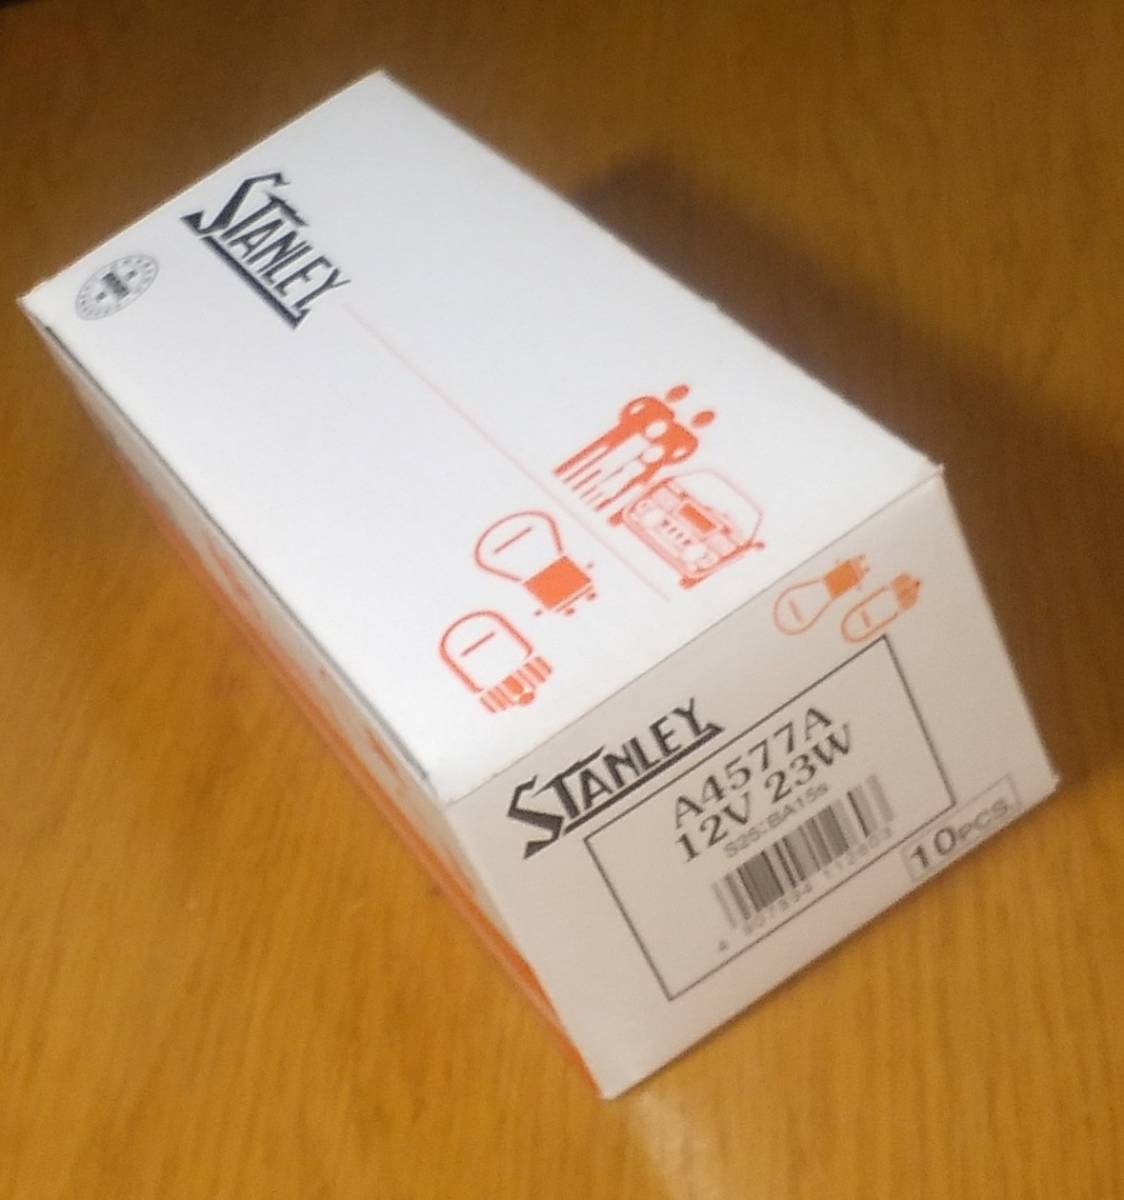 STANLEY
STANLEY
A4577A
12V 23W
S25:BA15s
10PCS.